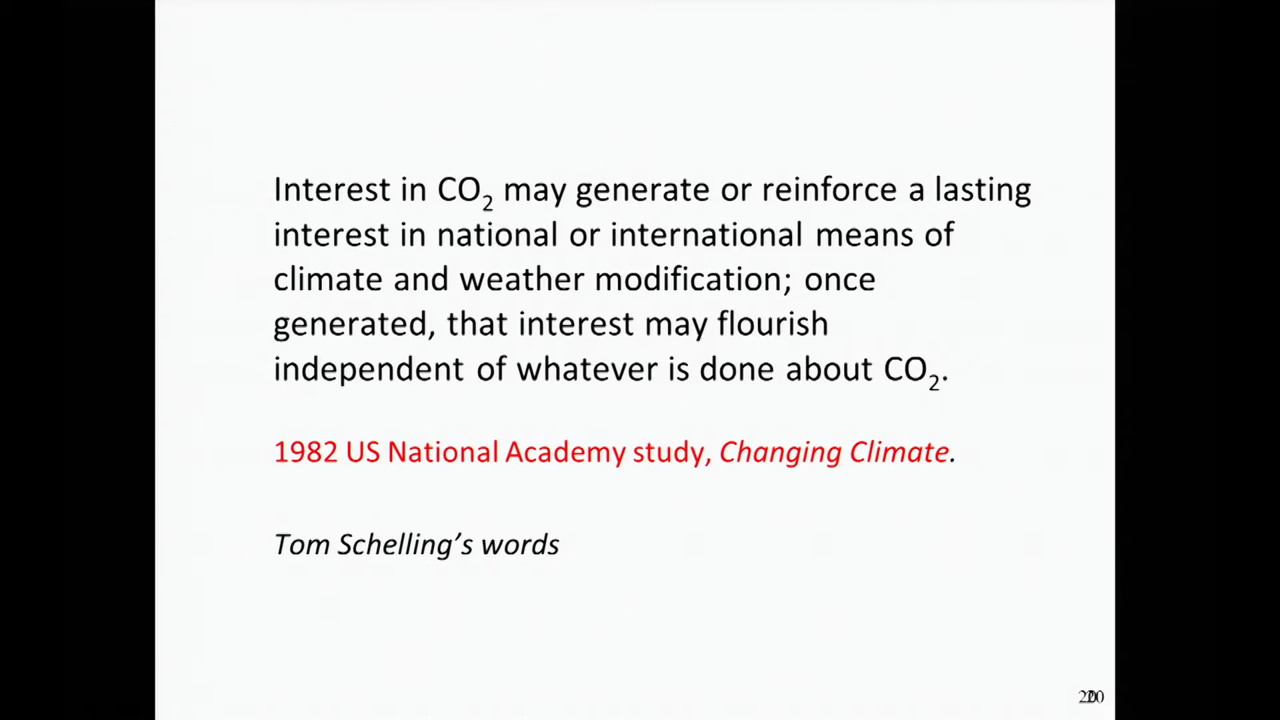 Interest in CO₂ may generate or reinforce a lasting
interest in national or international means of
climate and weather modification; once
generated, that interest may flourish
independent of whatever is done about CO₂.
1982 US National Academy study, Changing Climate.
Tom Schelling’s words